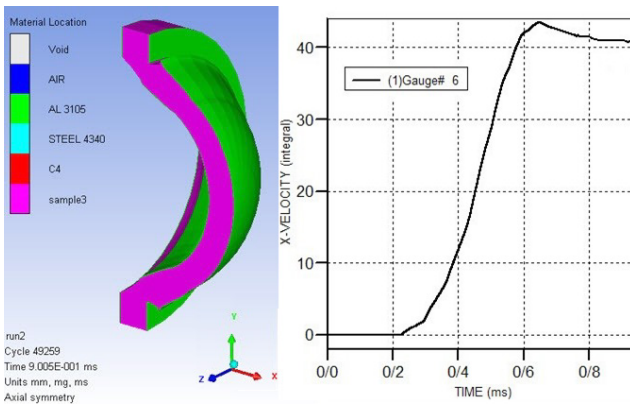 Material Location
Void
AIR
AL 3105
STEEL 4340
C4
sample3
run2
Cycle 49259
Time 9.005E-001 ms
Units mm, mg, ms
Axial symmetry
Y
X
Z
X-VELOCITY (integral)
40
30
20
10
0
(1)Gauge# 6
0/0 0/2 0/4 0/6 0/8
TIME (ms)